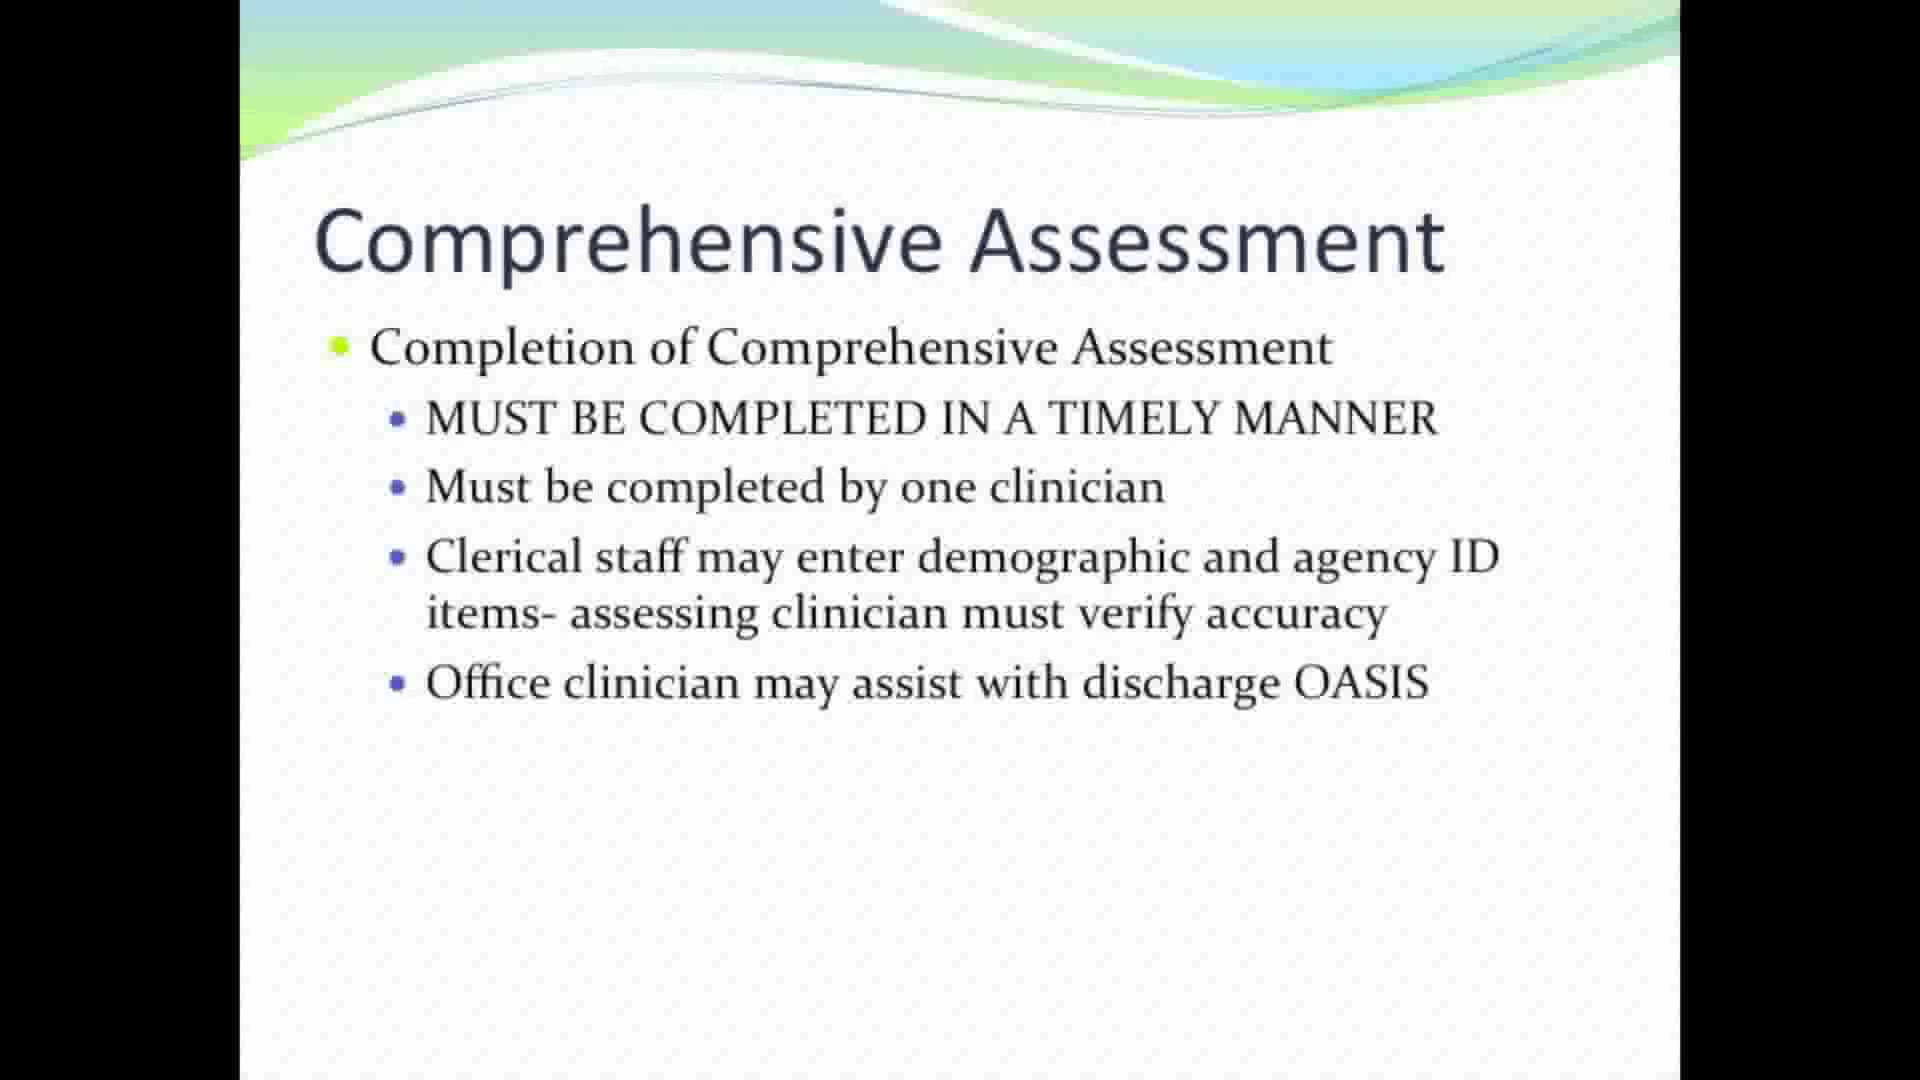 Comprehensive Assessment
Completion of Comprehensive Assessment
MUST BE COMPLETED IN A TIMELY MANNER
Must be completed by one clinician
Clerical staff may enter demographic and agency ID
items- assessing clinician must verify accuracy
Office clinician may assist with discharge OASIS